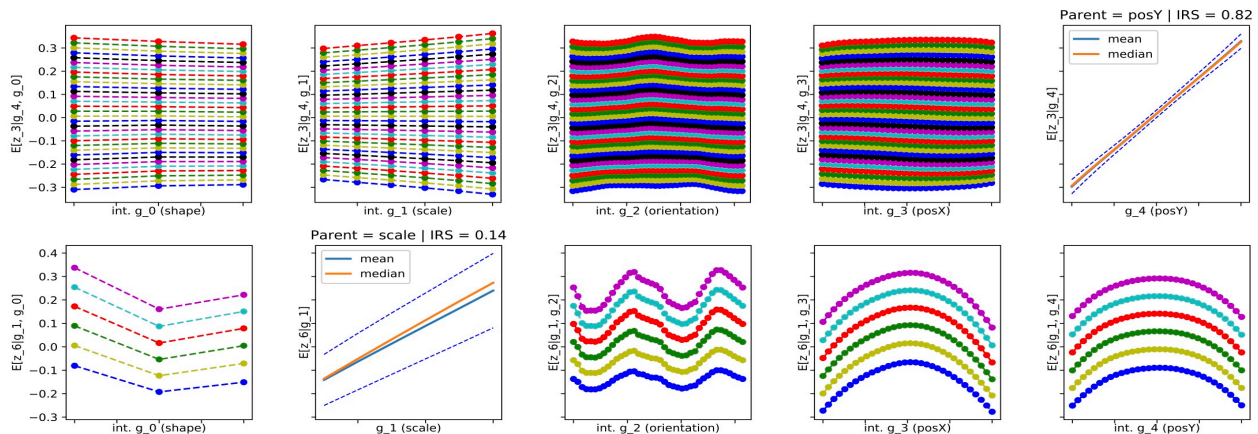 Parent = posY | IRS = 0.82
E[z_3|g_4, g_0]
0.3
0.2
0.1
0.0
−0.1
−0.2
−0.3
int. g_0 (shape)
E[z_3|g_4, g_1]
int. g_1 (scale)
E[z_3|g_4, g_2]
int. g_2 (orientation)
E[z_3|g_4, g_3]
int. g_3 (posX)
E[z_3|g_4]
mean
median
g_4 (posY)
Parent = scale | IRS = 0.14
E[z_6|g_1, g_0]
0.4
0.3
0.2
0.1
0.0
−0.1
−0.2
−0.3
int. g_0 (shape)
E[z_6|g_1]
mean
median
g_1 (scale)
E[z_6|g_1, g_2]
int. g_2 (orientation)
E[z_6|g_1, g_3]
int. g_3 (posX)
E[z_6|g_1, g_4]
int. g_4 (posY)